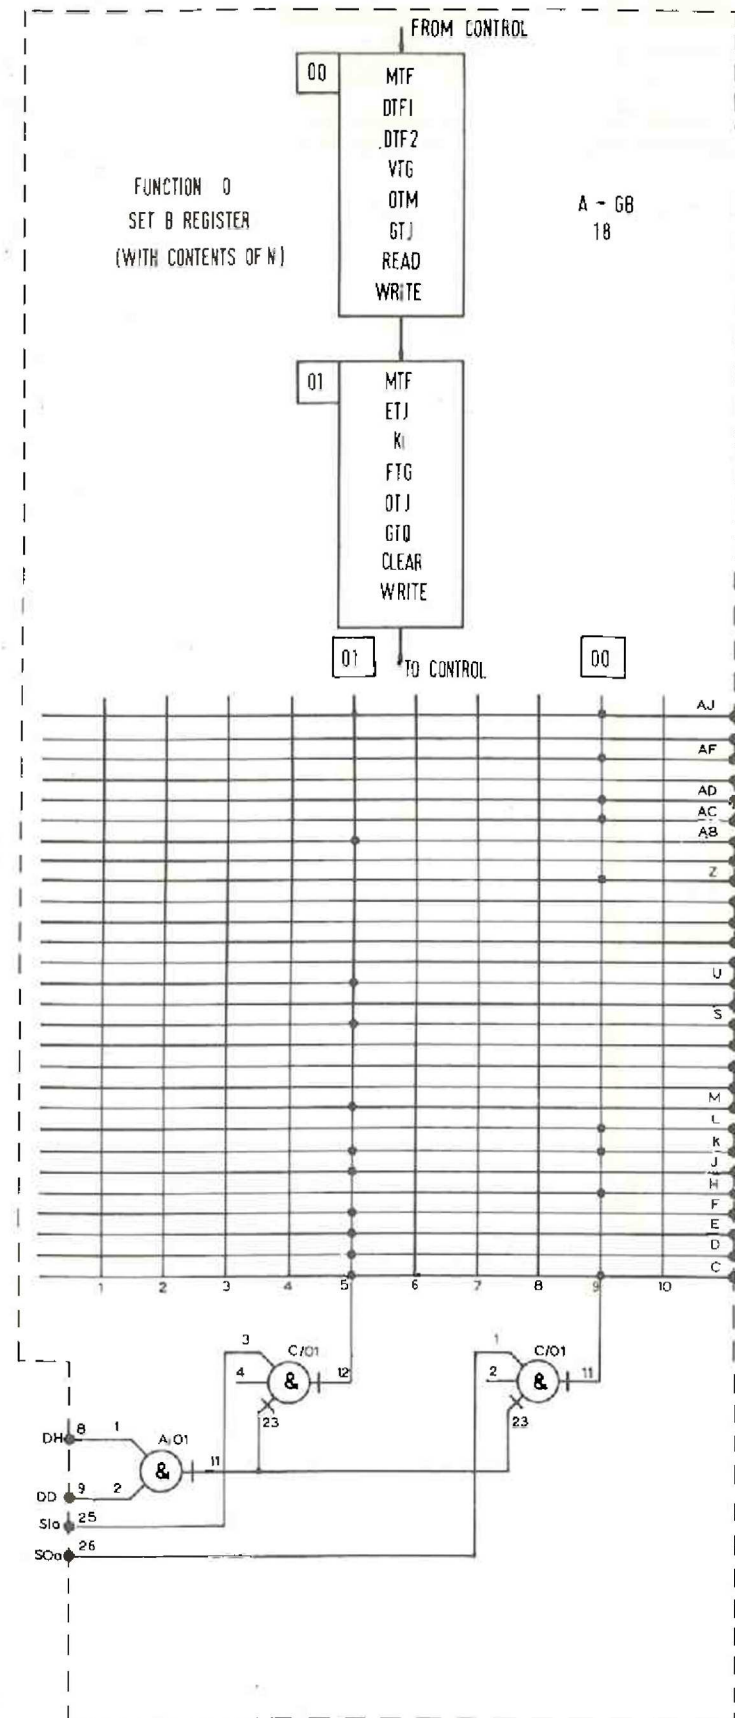 FROM CONTROL
00
MTF
DTF1
DTF2
VTG
OTM
GTJ
READ
WRITE
FUNCTION 0
SET B REGISTER
(WITH CONTENTS OF N)
A - GB
18
01
MTF
ETJ
K1
FTG
OTJ
GTQ
CLEAR
WRITE
01
TO CONTROL
00
AJ
AF
AD
AC
AB
Z
U
S
M
L
K
J
H
F
E
D
C
1 2 3 4 5 6 7 8 9 10
3 C/01
4 & 12
23
1 C/01
2 & 11
23
DH 8 1 A/01
& 11
DD 9 2
S1a 25
S0a 26